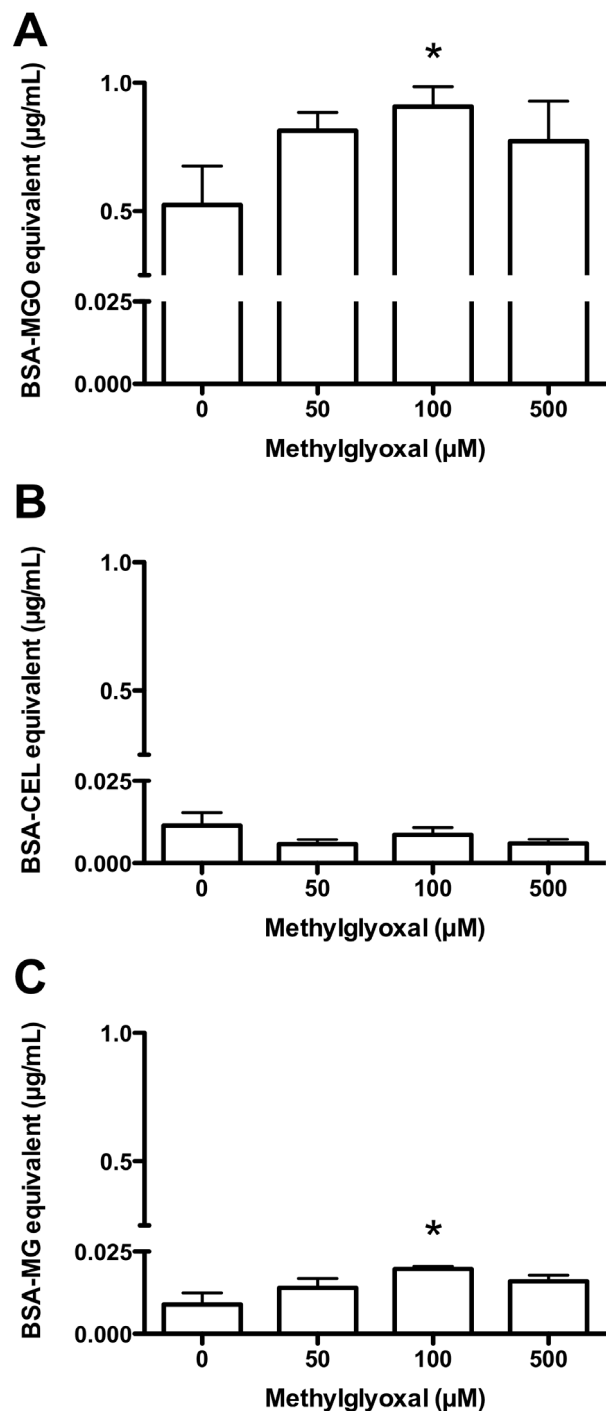 A
*
BSA-MGO equivalent (µg/mL)
1.0
0.5
0.025
0.000
0 50 100 500
Methylglyoxal (µM)
B
BSA-CEL equivalent (µg/mL)
1.0
0.5
0.025
0.000
0 50 100 500
Methylglyoxal (µM)
C
BSA-MG equivalent (µg/mL)
1.0
0.5
*
0.025
0.000
0 50 100 500
Methylglyoxal (µM)